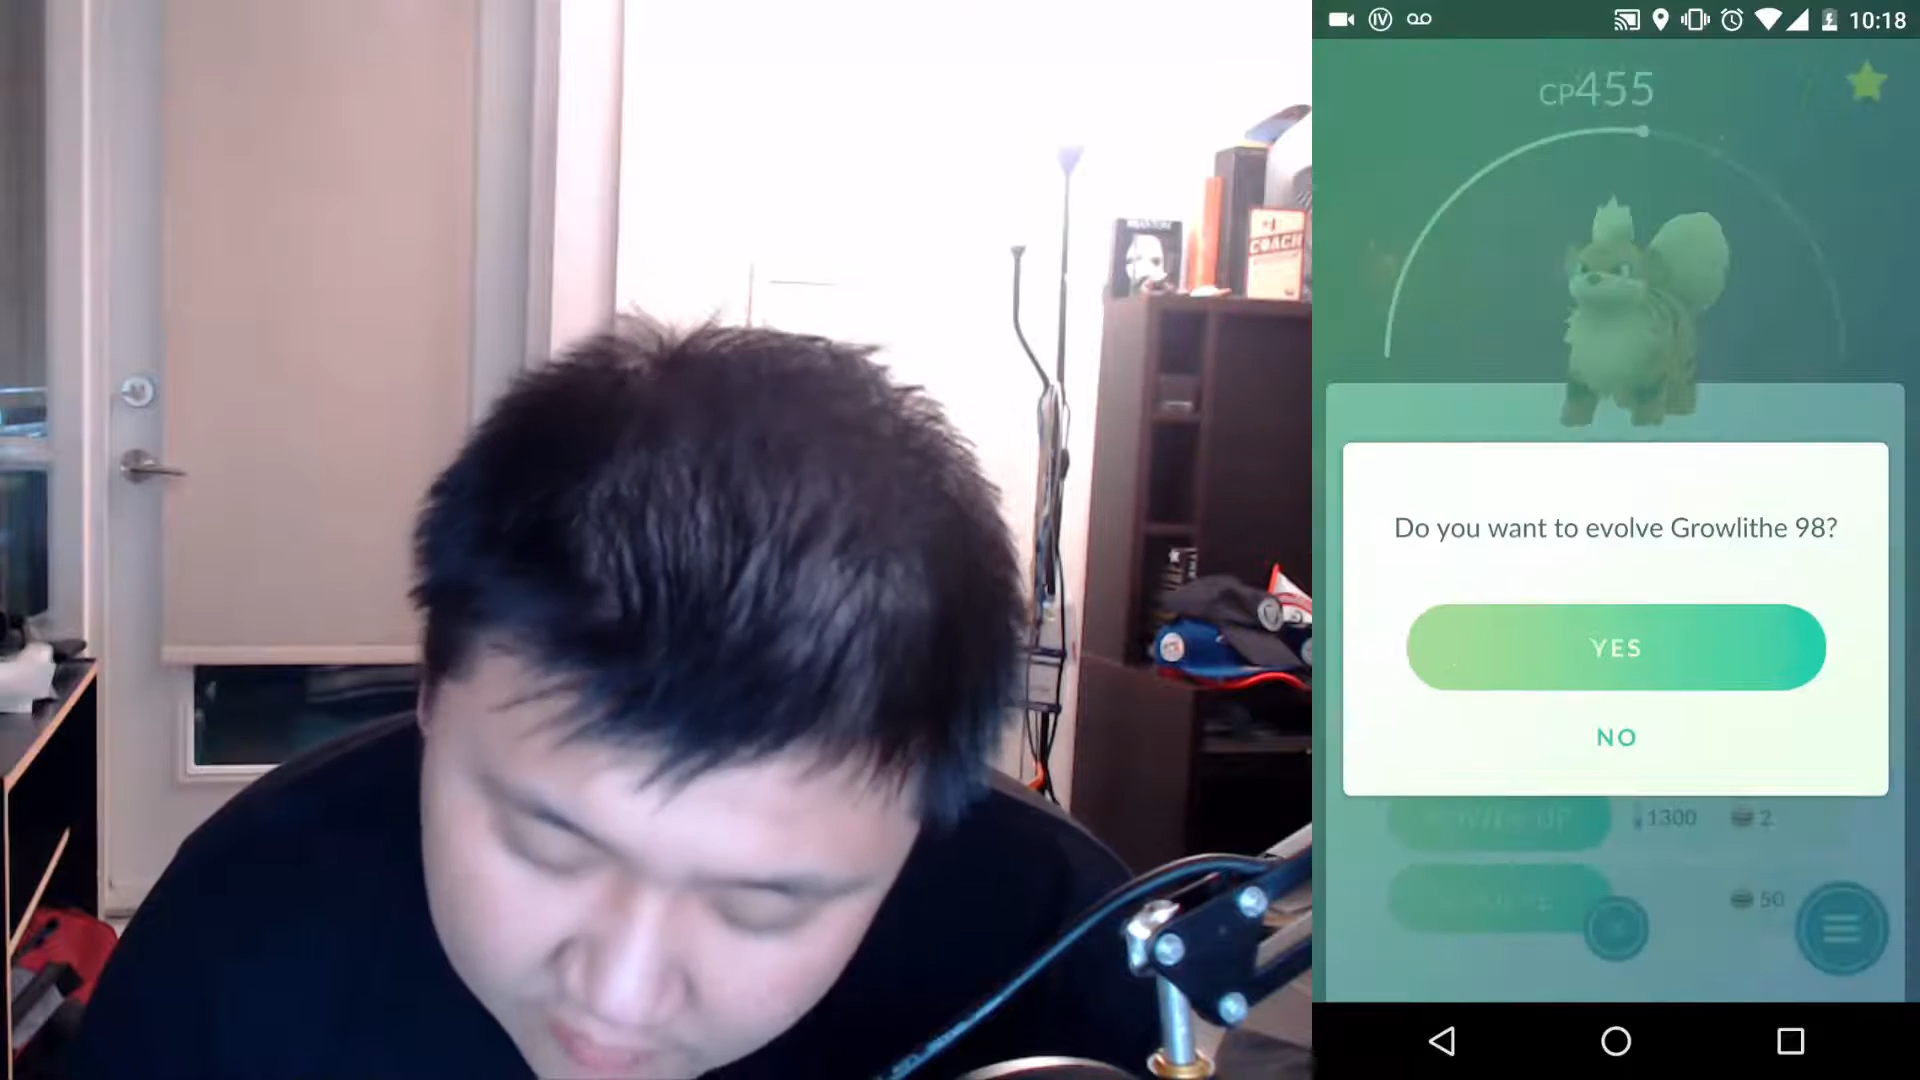 10:18
CP455
COACH
Do you want to evolve Growlithe 98?
YES
NO
1300
2
50